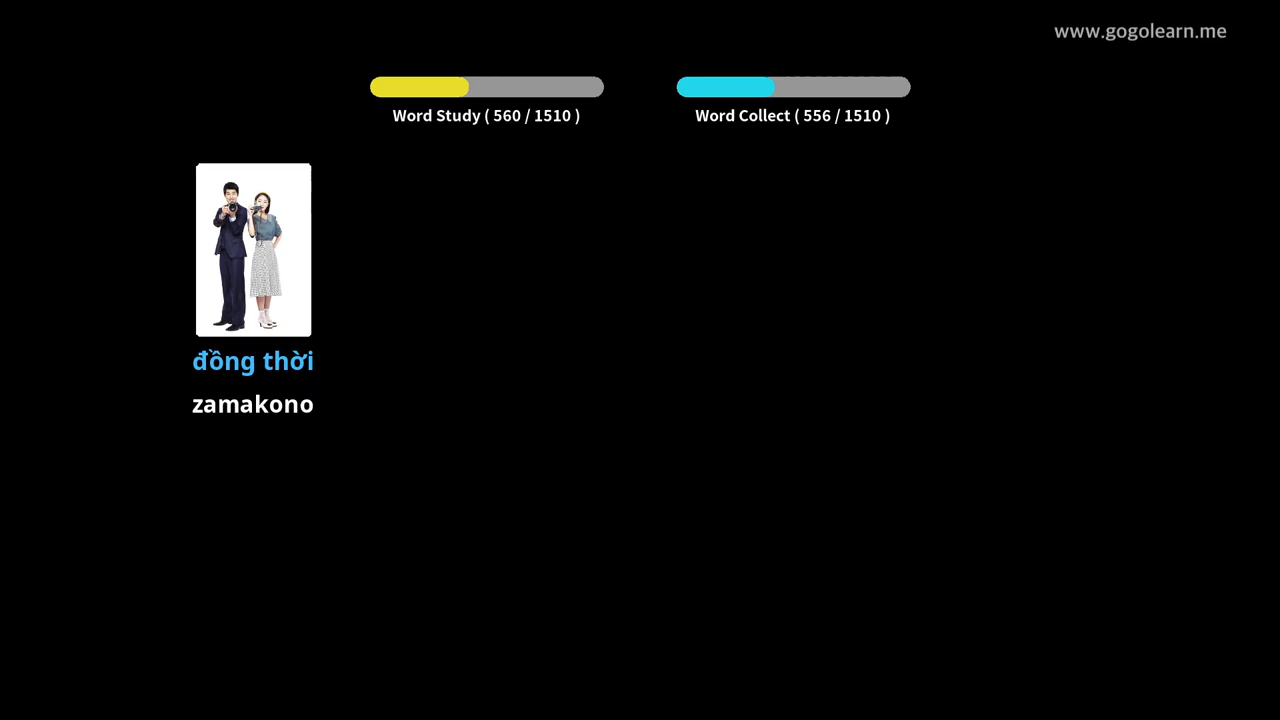 www.gogolearn.me
Word Study ( 560 / 1510 )
Word Collect ( 556 / 1510 )
đồng thời
zamakono